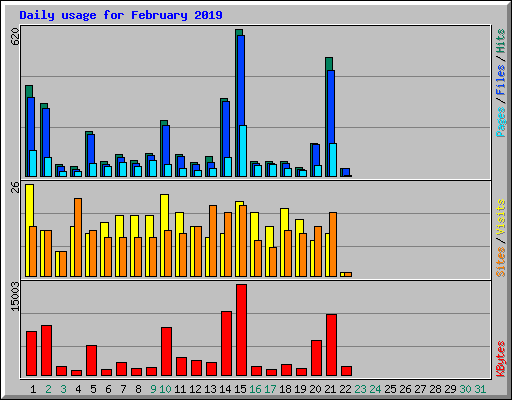 Daily usage for February 2019
620
Pages / Files / Hits
26
Sites / Visits
15003
KBytes
1 2 3 4 5 6 7 8 9 10 11 12 13 14 15 16 17 18 19 20 21 22 23 24 25 26 27 28 29 30 31